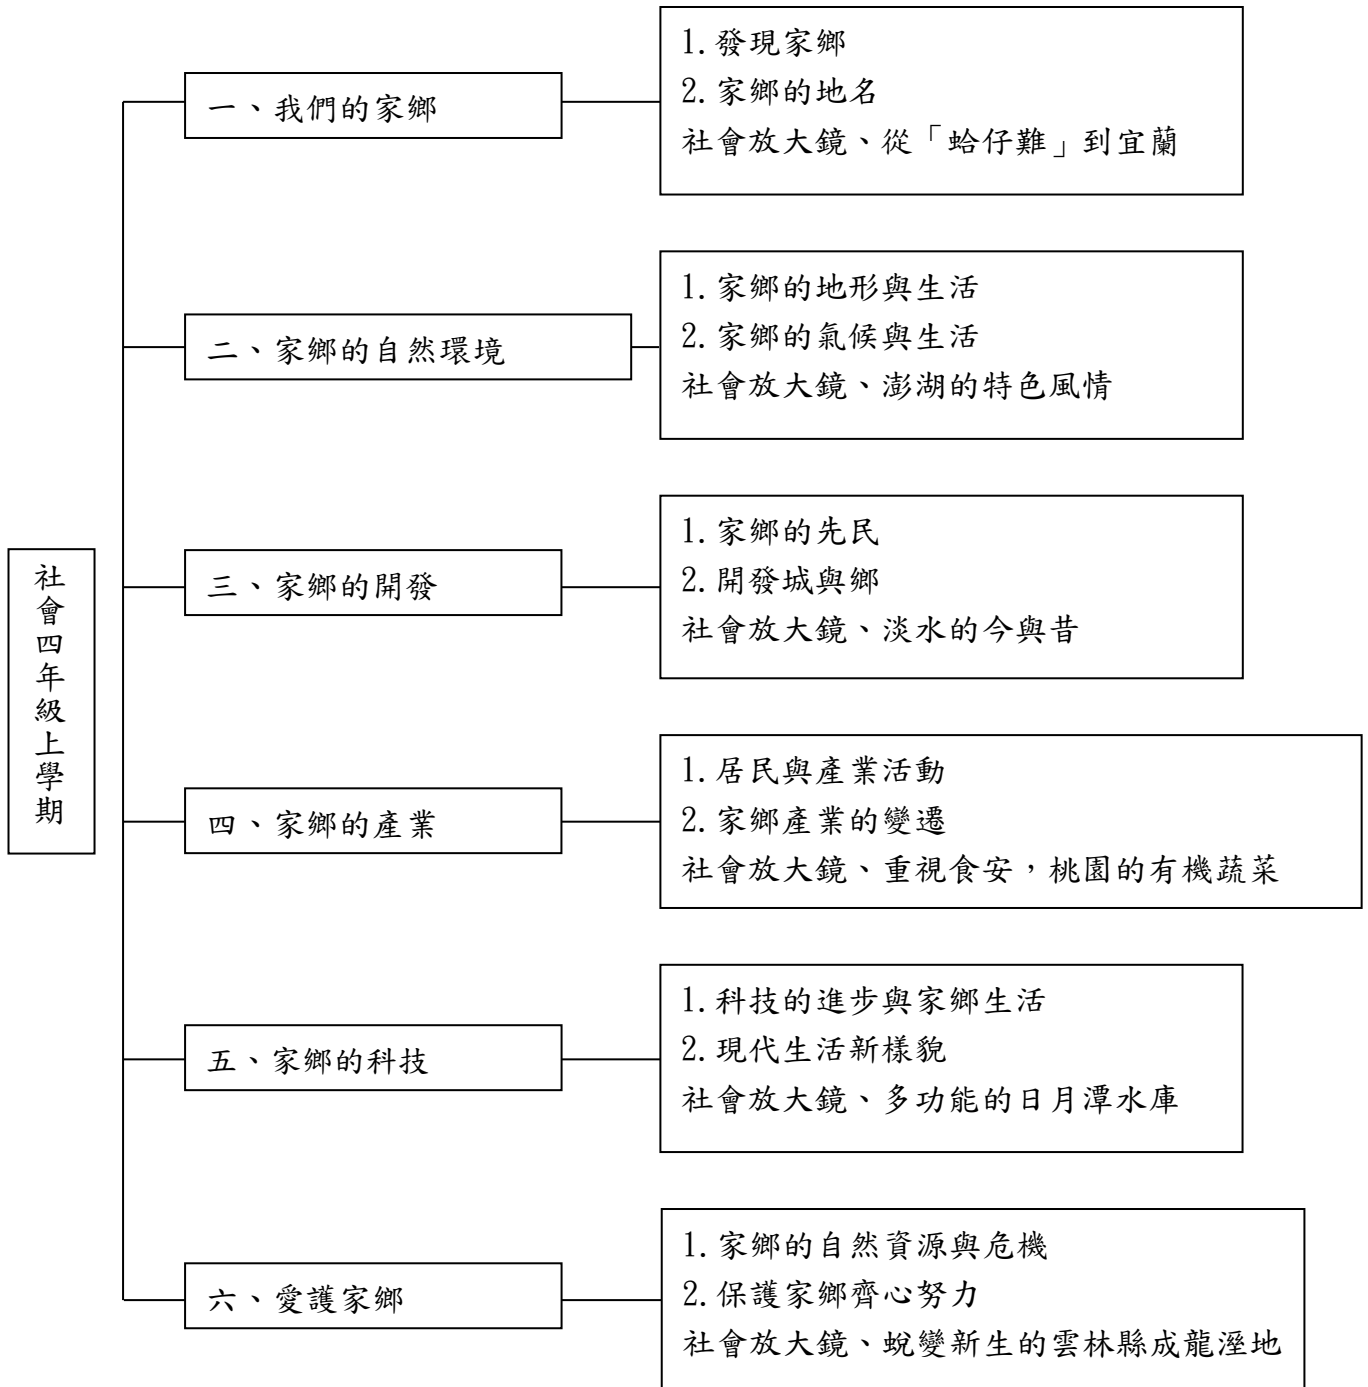 社會四年級上學期
一、我們的家鄉
1.發現家鄉
2.家鄉的地名
社會放大鏡、從「蛤仔難」到宜蘭
二、家鄉的自然環境
1.家鄉的地形與生活
2.家鄉的氣候與生活
社會放大鏡、澎湖的特色風情
三、家鄉的開發
1.家鄉的先民
2.開發城與鄉
社會放大鏡、淡水的今與昔
四、家鄉的產業
1.居民與產業活動
2.家鄉產業的變遷
社會放大鏡、重視食安，桃園的有機蔬菜
五、家鄉的科技
1.科技的進步與家鄉生活
2.現代生活新樣貌
社會放大鏡、多功能的日月潭水庫
六、愛護家鄉
1.家鄉的自然資源與危機
2.保護家鄉齊心努力
社會放大鏡、蛻變新生的雲林縣成龍溼地